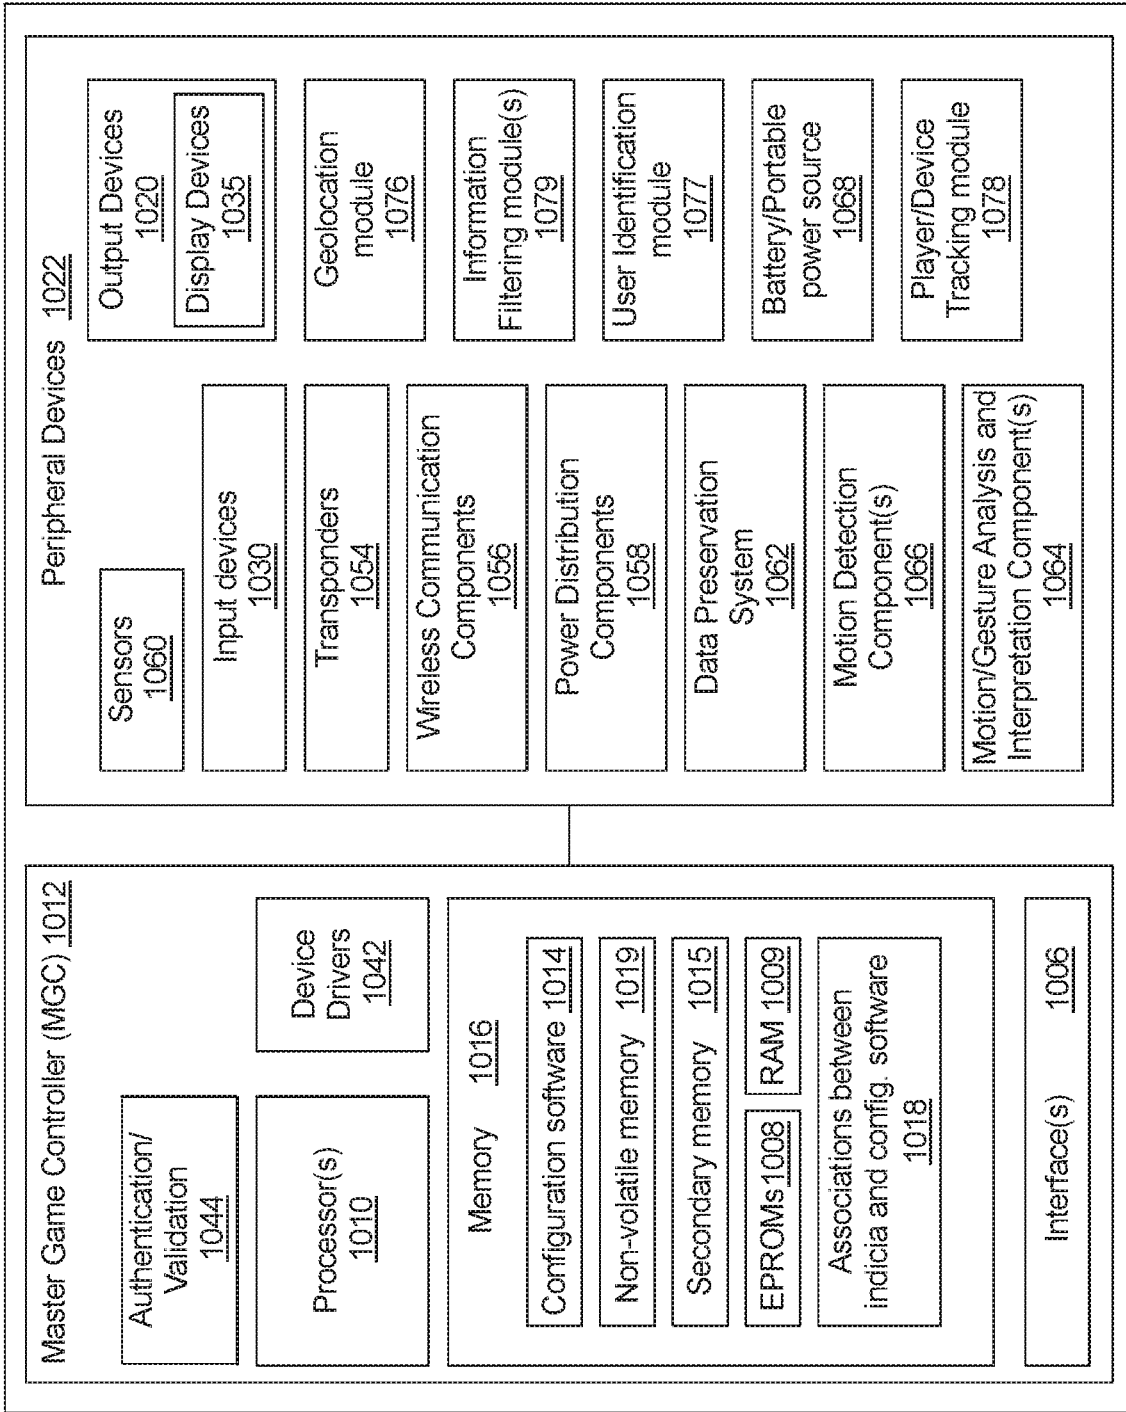 Master Game Controller (MGC) 1012
Authentication/
Validation
1044
Processor(s)
1010
Device
Drivers
1042
Memory 1016
Configuration software 1014
Non-volatile memory 1019
Secondary memory 1015
EPROMs1008
RAM 1009
Associations between
indicia and config. software
1018
Interface(s) 1006
Peripheral Devices 1022
Sensors
1060
Input devices
1030
Transponders
1054
Wireless Communication
Components
1056
Power Distribution
Components
1058
Data Preservation
System
1062
Motion Detection
Component(s)
1066
Motion/Gesture Analysis and
Interpretation Component(s)
1064
Output Devices
1020
Display Devices
1035
Geolocation
module
1076
Information
Filtering module(s)
1079
User Identification
module
1077
Battery/Portable
power source
1068
Player/Device
Tracking module
1078